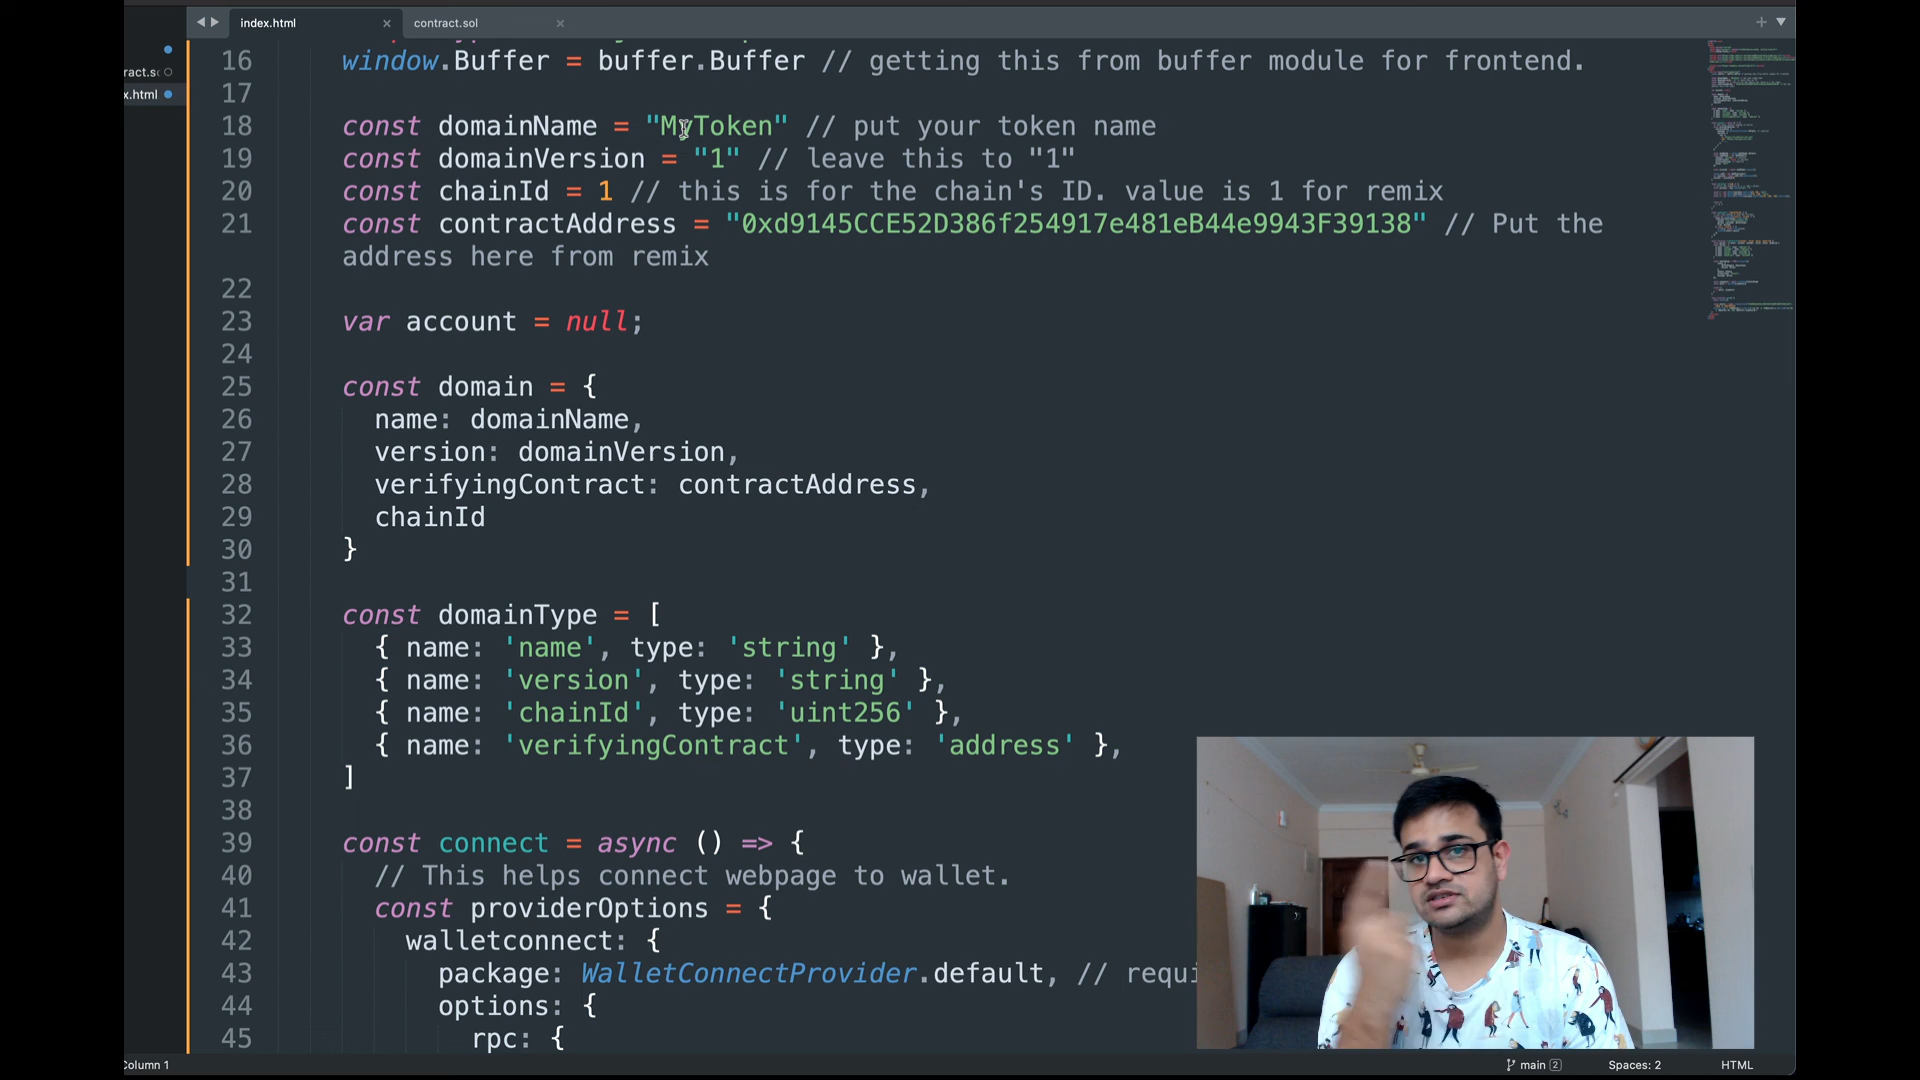 index.html
contract.sol
ract.sc
x.html
16 window.Buffer = buffer.Buffer // getting this from buffer module for frontend.
17
18 const domainName = "MyToken" // put your token name
19 const domainVersion = "1" // leave this to "1"
20 const chainId = 1 // this is for the chain's ID. value is 1 for remix
21 const contractAddress = "0xd9145CCE52D386f254917e481eB44e9943F39138" // Put the
address here from remix
22
23 var account = null;
24
25 const domain = {
26 name: domainName,
27 version: domainVersion,
28 verifyingContract: contractAddress,
29 chainId
30 }
31
32 const domainType = [
33 { name: 'name', type: 'string' },
34 { name: 'version', type: 'string' },
35 { name: 'chainId', type: 'uint256' },
36 { name: 'verifyingContract', type: 'address' },
37 ]
38
39 const connect = async () => {
40 // This helps connect webpage to wallet.
41 const providerOptions = {
42 walletconnect: {
43 package: WalletConnectProvider.default, // requi
44 options: {
45 rpc: {
olumn 1
main 2
Spaces: 2
HTML